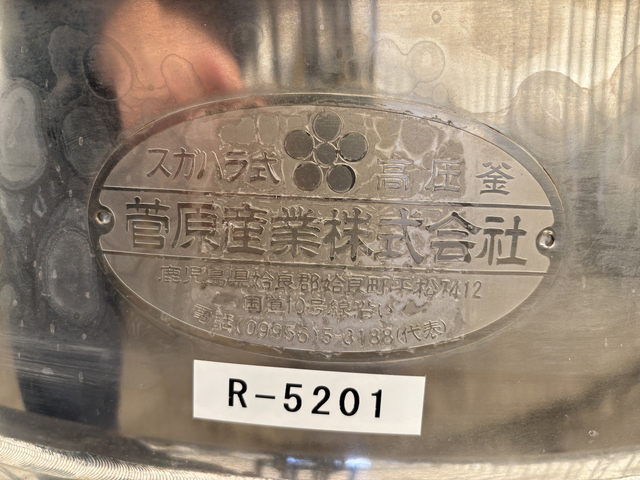 スガハラ式 高圧釜
菅原産業株式会社
鹿児島県姶良郡姶良町平松7412
国道10号線沿い
電話(09956)5-3188(代表)
R-5201